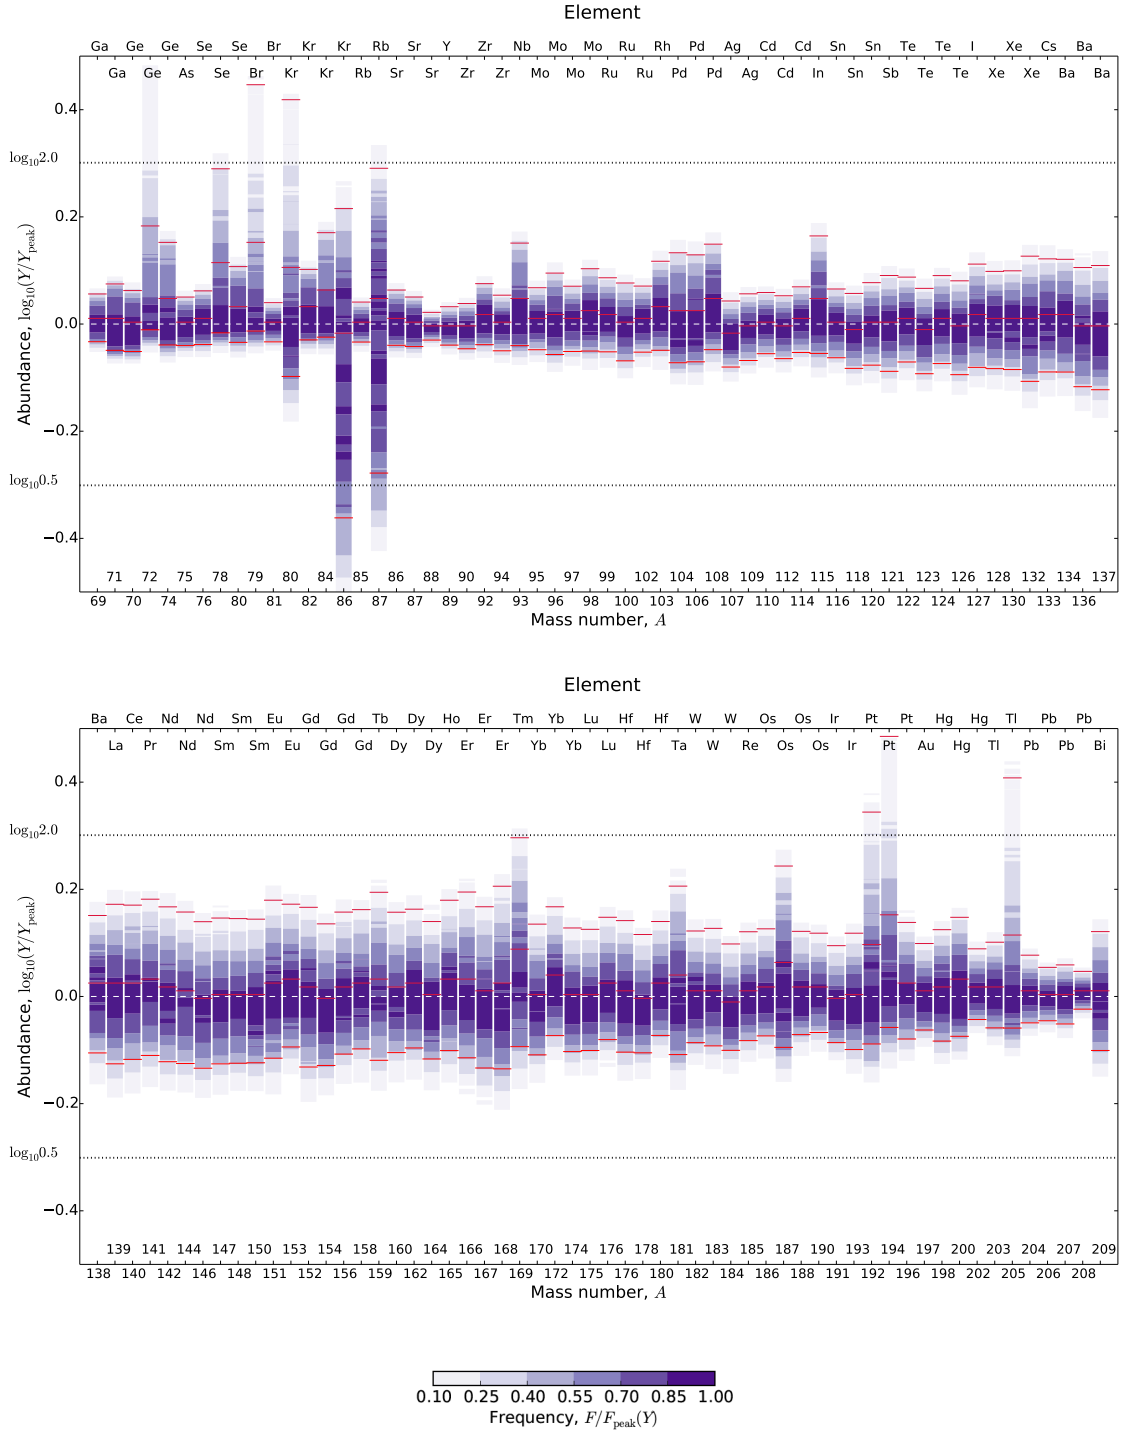 Element
Ga Ge Ge Se Se Br Kr Kr Rb Sr Y Zr Nb Mo Mo Ru Rh Pd Ag Cd Cd Sn Sn Te Te I Xe Cs Ba
Ga Ge As Se Br Kr Kr Rb Sr Sr Zr Zr Mo Mo Ru Ru Pd Pd Ag Cd In Sn Sb Te Te Xe Xe Ba Ba
0.4
log₁₀2.0
0.2
0.0
−0.2
log₁₀0.5
−0.4
Abundance, log₁₀(Y/Y_peak)
71 72 75 78 79 80 84 85 86 88 90 94 95 97 99 102 104 108 109 112 115 118 121 123 126 128 132 134 137
69 70 74 76 80 81 82 86 87 87 89 92 93 96 98 100 103 106 107 110 114 116 120 122 124 127 130 133 136
Mass number, A
Element
Ba Ce Nd Nd Sm Eu Gd Gd Tb Dy Ho Er Tm Yb Lu Hf Hf W W Os Os Ir Pt Pt Hg Hg Tl Pb Pb
La Pr Nd Sm Sm Eu Gd Gd Dy Dy Er Er Yb Yb Lu Hf Ta W Re Os Os Ir Pt Au Hg Tl Pb Pb Bi
0.4
log₁₀2.0
0.2
0.0
−0.2
log₁₀0.5
−0.4
Abundance, log₁₀(Y/Y_peak)
139 141 144 147 150 153 154 158 160 164 166 168 170 174 176 178 181 183 185 187 190 193 194 197 200 203 204 207 209
138 140 142 146 148 151 152 156 159 161 165 167 169 172 175 176 180 182 184 186 188 191 192 196 198 202 205 206 208
Mass number, A
0.10 0.25 0.40 0.55 0.70 0.85 1.00
Frequency, F/F_peak(Y)